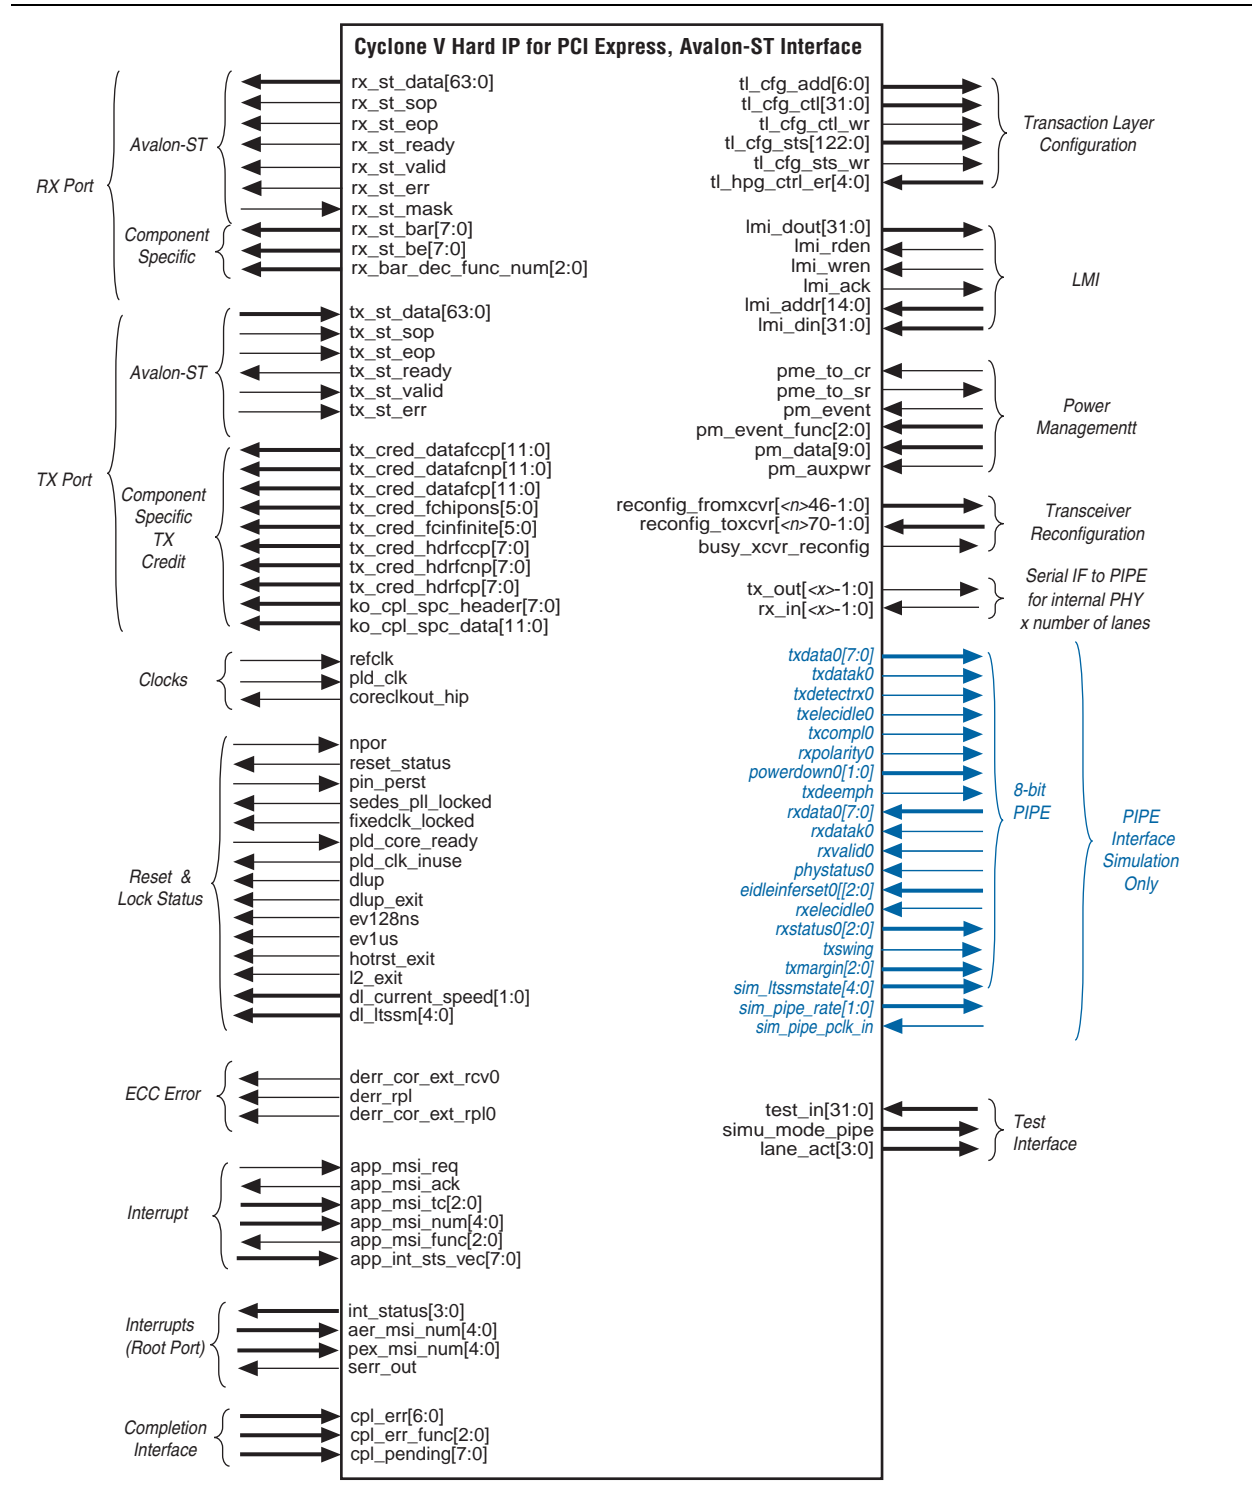 Cyclone V Hard IP for PCI Express, Avalon-ST Interface
RX Port
Avalon-ST
rx_st_data[63:0]
rx_st_sop
rx_st_eop
rx_st_ready
rx_st_valid
rx_st_err
rx_st_mask
Component
Specific
rx_st_bar[7:0]
rx_st_be[7:0]
rx_bar_dec_func_num[2:0]
TX Port
Avalon-ST
tx_st_data[63:0]
tx_st_sop
tx_st_eop
tx_st_ready
tx_st_valid
tx_st_err
Component
Specific
TX
Credit
tx_cred_datafccp[11:0]
tx_cred_datafcnp[11:0]
tx_cred_datafcp[11:0]
tx_cred_fchipons[5:0]
tx_cred_fcinfinite[5:0]
tx_cred_hdrfccp[7:0]
tx_cred_hdrfcnp[7:0]
tx_cred_hdrfcp[7:0]
ko_cpl_spc_header[7:0]
ko_cpl_spc_data[11:0]
Clocks
refclk
pld_clk
coreclkout_hip
Reset &
Lock Status
npor
reset_status
pin_perst
sedes_pll_locked
fixedclk_locked
pld_core_ready
pld_clk_inuse
dlup
dlup_exit
ev128ns
ev1us
hotrst_exit
l2_exit
dl_current_speed[1:0]
dl_ltssm[4:0]
ECC Error
derr_cor_ext_rcv0
derr_rpl
derr_cor_ext_rpl0
Interrupt
app_msi_req
app_msi_ack
app_msi_tc[2:0]
app_msi_num[4:0]
app_msi_func[2:0]
app_int_sts_vec[7:0]
Interrupts
(Root Port)
int_status[3:0]
aer_msi_num[4:0]
pex_msi_num[4:0]
serr_out
Completion
Interface
cpl_err[6:0]
cpl_err_func[2:0]
cpl_pending[7:0]
tl_cfg_add[6:0]
tl_cfg_ctl[31:0]
tl_cfg_ctl_wr
tl_cfg_sts[122:0]
tl_cfg_sts_wr
tl_hpg_ctrl_er[4:0]
Transaction Layer
Configuration
lmi_dout[31:0]
lmi_rden
lmi_wren
lmi_ack
lmi_addr[14:0]
lmi_din[31:0]
LMI
pme_to_cr
pme_to_sr
pm_event
pm_event_func[2:0]
pm_data[9:0]
pm_auxpwr
Power
Managementt
reconfig_fromxcvr[<n>46-1:0]
reconfig_toxcvr[<n>70-1:0]
busy_xcvr_reconfig
Transceiver
Reconfiguration
tx_out[<x>-1:0]
rx_in[<x>-1:0]
Serial IF to PIPE
for internal PHY
x number of lanes
txdata0[7:0]
txdatak0
txdetectrx0
txelecidle0
txcompl0
rxpolarity0
powerdown0[1:0]
txdeemph
rxdata0[7:0]
rxdatak0
rxvalid0
phystatus0
eidleinferset0[[2:0]
rxelecidle0
rxstatus0[2:0]
txswing
txmargin[2:0]
sim_ltssmstate[4:0]
sim_pipe_rate[1:0]
sim_pipe_pclk_in
8-bit
PIPE
PIPE
Interface
Simulation
Only
test_in[31:0]
simu_mode_pipe
lane_act[3:0]
Test
Interface